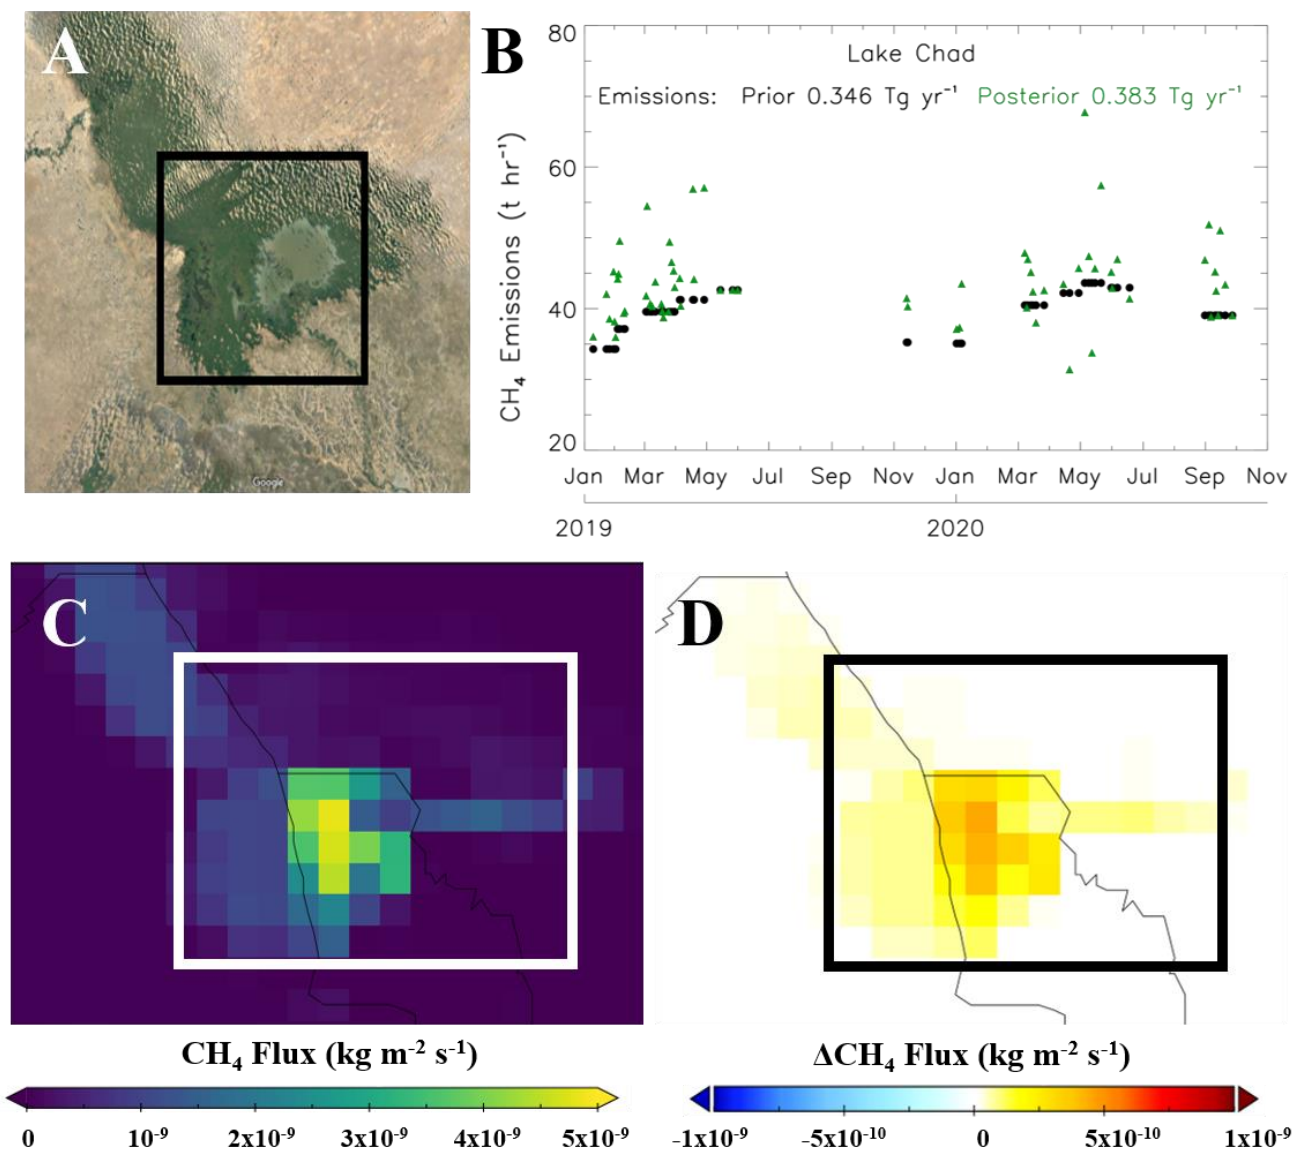 A
Google
B
Lake Chad
Emissions: Prior 0.346 Tg yr⁻¹ Posterior 0.383 Tg yr⁻¹
CH₄ Emissions (t hr⁻¹)
80
60
40
20
Jan Mar May Jul Sep Nov Jan Mar May Jul Sep Nov
2019 2020
C
D
CH₄ Flux (kg m⁻² s⁻¹)
0 10⁻⁹ 2x10⁻⁹ 3x10⁻⁹ 4x10⁻⁹ 5x10⁻⁹
ΔCH₄ Flux (kg m⁻² s⁻¹)
-1x10⁻⁹ -5x10⁻¹⁰ 0 5x10⁻¹⁰ 1x10⁻⁹